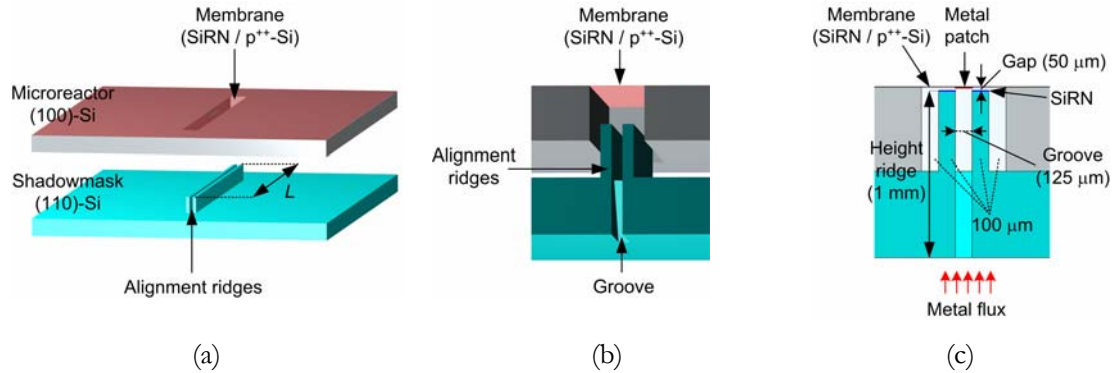 Membrane
(SiRN / p++-Si)
Microreactor
(100)-Si
Shadowmask
(110)-Si
L
Alignment ridges
(a)
Membrane
(SiRN / p++-Si)
Alignment
ridges
Groove
(b)
Membrane
(SiRN / p++-Si)
Metal
patch
Gap (50 μm)
SiRN
Height
ridge
(1 mm)
Groove
(125 μm)
100 μm
Metal flux
(c)